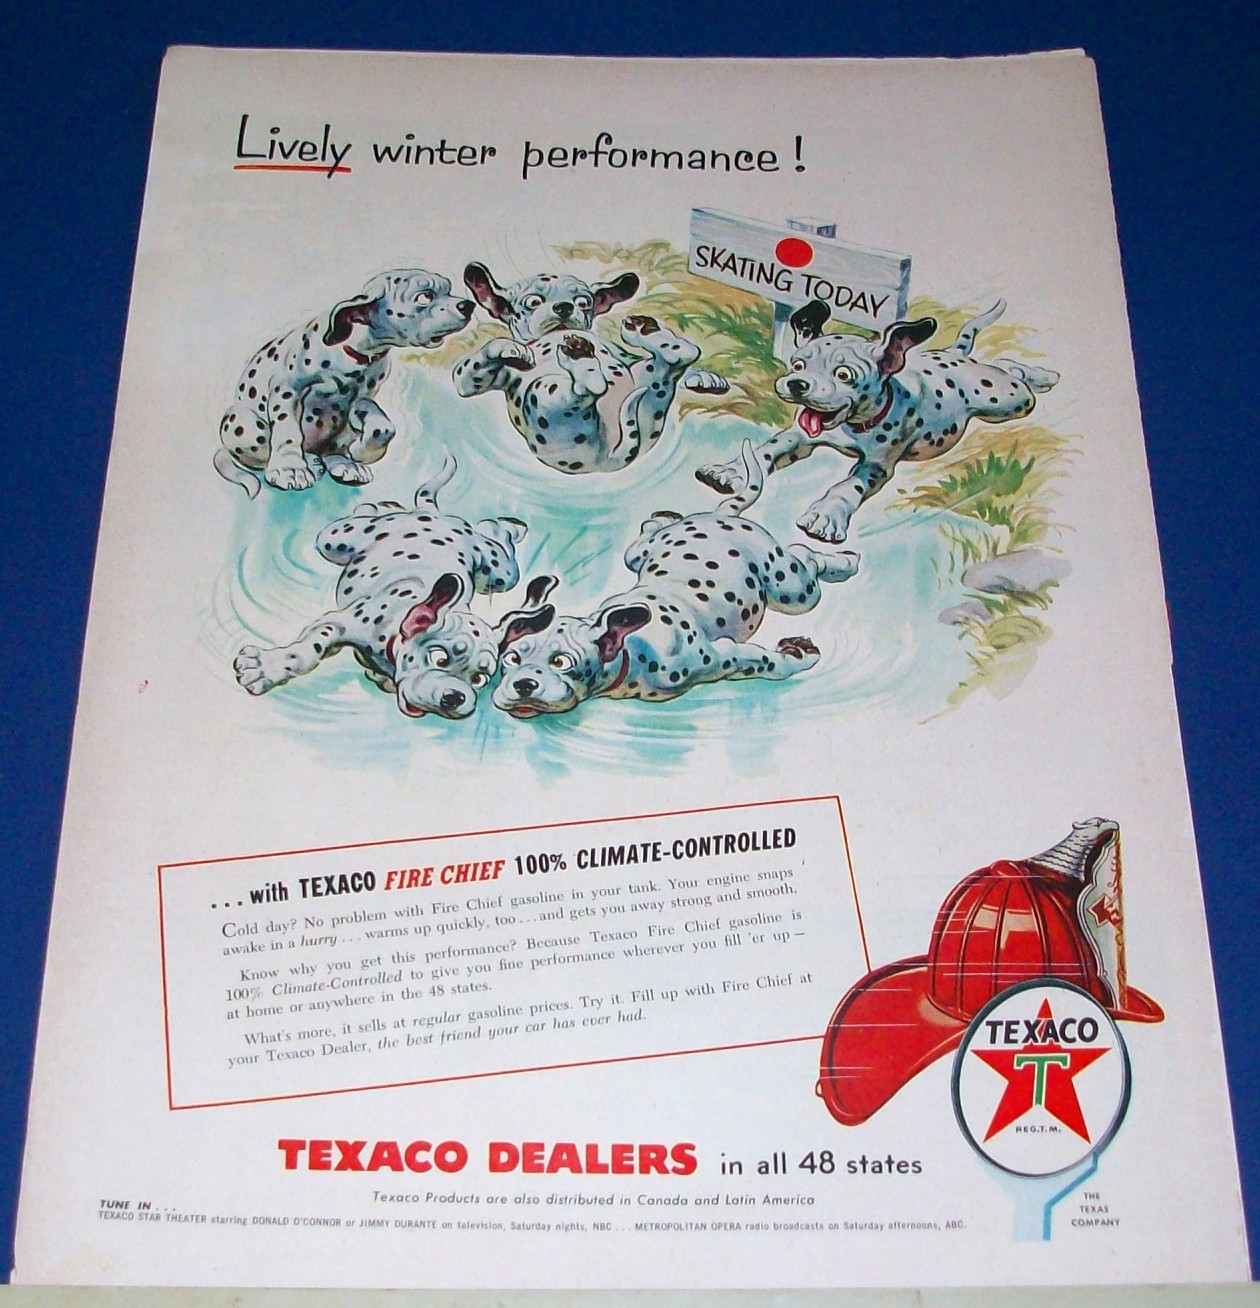 Lively winter performance!
SKATING TODAY
...with TEXACO FIRE CHIEF 100% CLIMATE-CONTROLLED
Cold day? No problem with Fire Chief gasoline in your tank. Your engine snaps
awake in a hurry...warms up quickly, too...and gets you away strong and smooth.
Know why you get this performance? Because Texaco Fire Chief gasoline is
100% Climate-Controlled to give you fine performance wherever you fill 'er up—
at home or anywhere in the 48 states.
What's more, it sells at regular gasoline prices. Try it. Fill up with Fire Chief at
your Texaco Dealer, the best friend your car has ever had.
TEXACO
T
REG.T.M.
TEXACO DEALERS in all 48 states
Texaco Products are also distributed in Canada and Latin America
THE
TEXAS
COMPANY
TUNE IN...
TEXACO STAR THEATER starring DONALD O'CONNOR or JIMMY DURANTE on television, Saturday nights, NBC...METROPOLITAN OPERA radio broadcasts on Saturday afternoons, ABC.